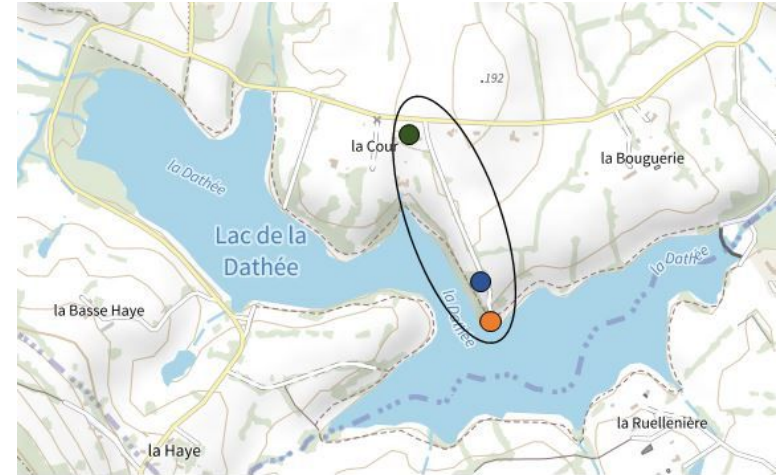 .192
la Cour
la Bouguerie
la Dathée
Lac de la
Dathée
la Dathée
la Dathée
la Basse Haye
la Ruellenière
la Haye